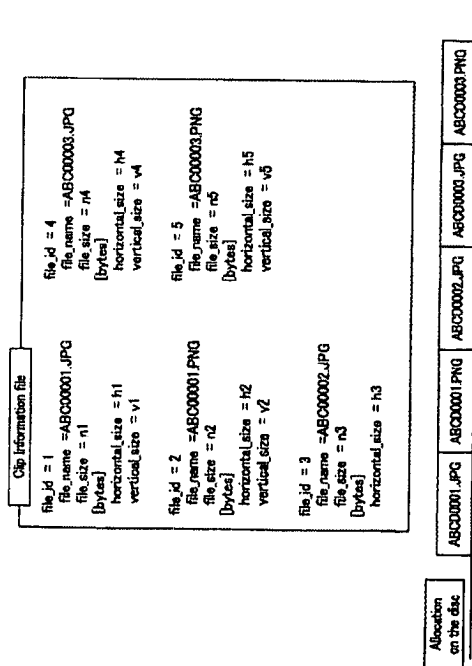 Clip Information file
file_id = 1
file_name =ABC00001.JPG
file_size = n1
[bytes]
horizontal_size = h1
vertical_size = v1
file_id = 2
file_name =ABC00001.PNG
file_size = n2
[bytes]
horizontal_size = h2
vertical_size = v2
file_id = 3
file_name =ABC00002.JPG
file_size = n3
[bytes]
horizontal_size = h3
file_id = 4
file_name =ABC00003.JPG
file_size = n4
[bytes]
horizontal_size = h4
vertical_size = v4
file_id = 5
file_name =ABC00003.PNG
file_size = n5
[bytes]
horizontal_size = h5
vertical_size = v5
Allocation
on the disc
ABC00001.JPG
ABC00001.PNG
ABC00002.JPG
ABC00003.JPG
ABC00003.PNG